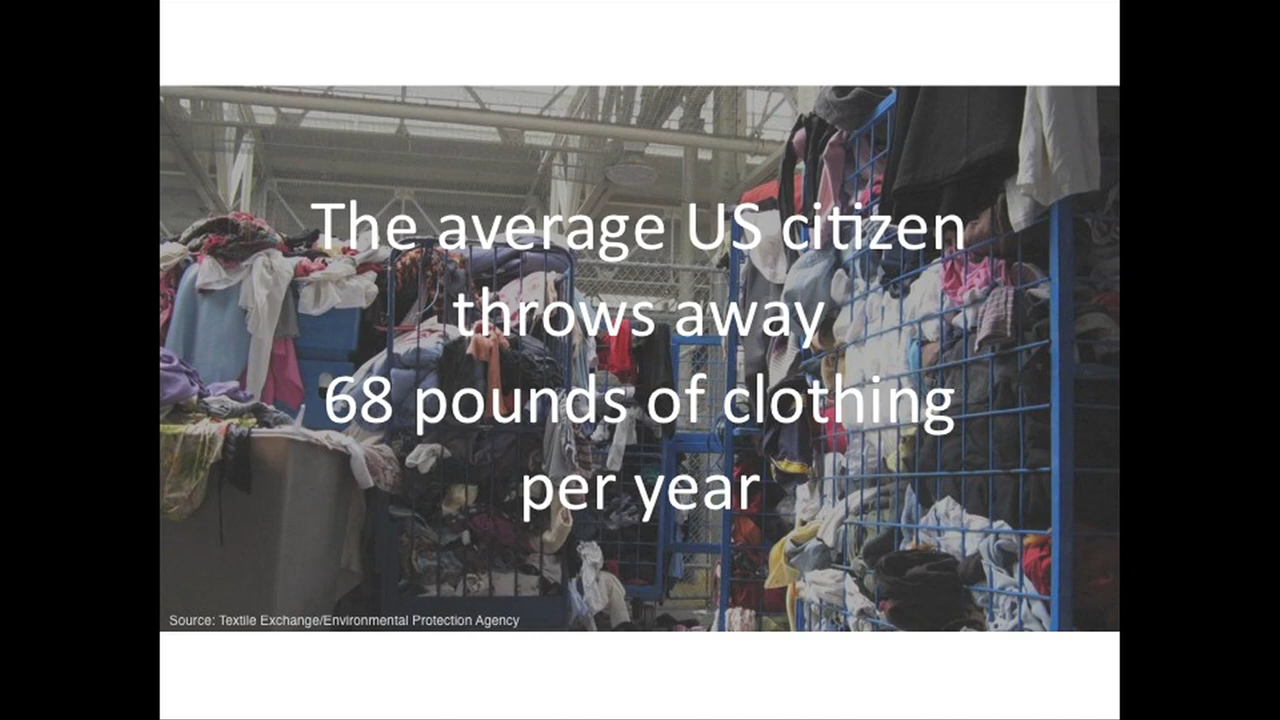 The average US citizen
throws away
68 pounds of clothing
per year
Source: Textile Exchange/Environmental Protection Agency